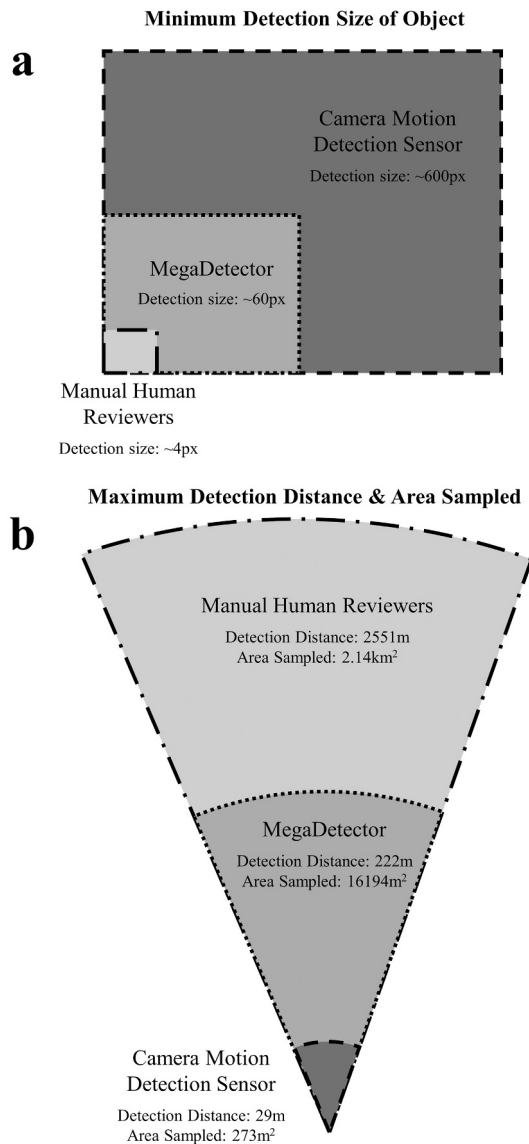 Minimum Detection Size of Object
a
Camera Motion
Detection Sensor
Detection size: ~600px
MegaDetector
Detection size: ~60px
Manual Human
Reviewers
Detection size: ~4px
Maximum Detection Distance & Area Sampled
b
Manual Human Reviewers
Detection Distance: 2551m
Area Sampled: 2.14km²
MegaDetector
Detection Distance: 222m
Area Sampled: 16194m²
Camera Motion
Detection Sensor
Detection Distance: 29m
Area Sampled: 273m²